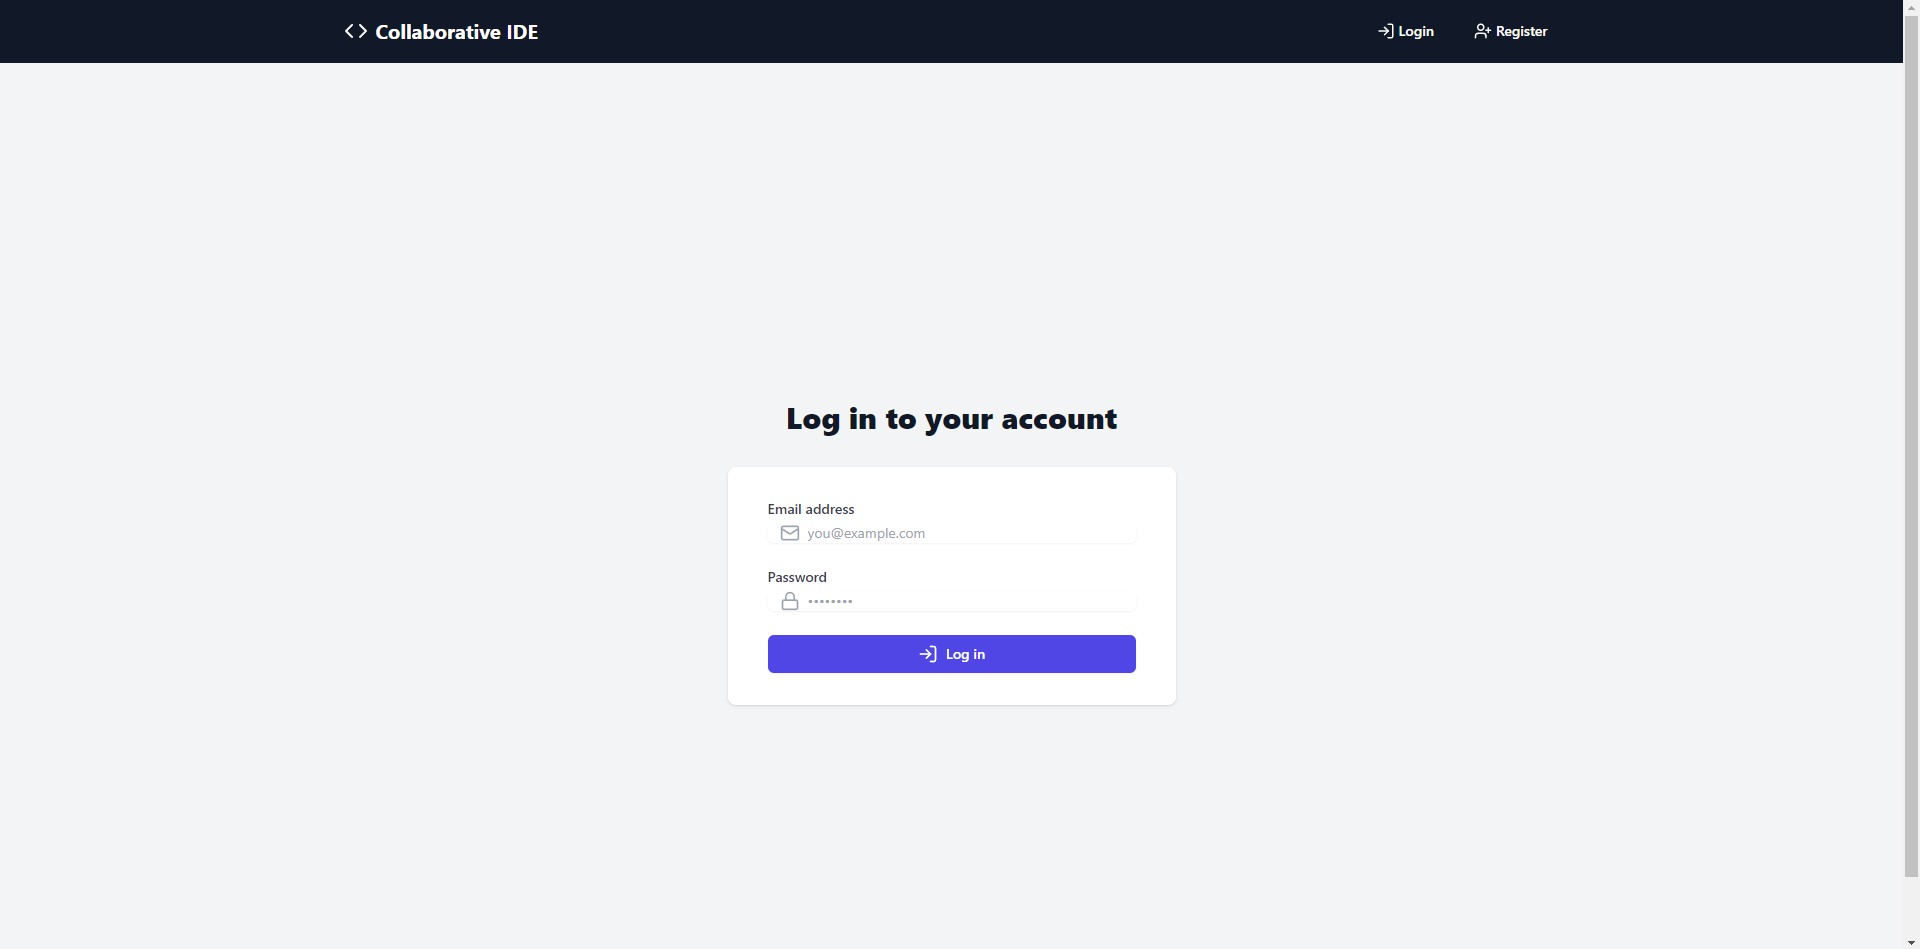 Collaborative IDE
Login
Register
Log in to your account
Email address
you@example.com
Password
••••••••
Log in